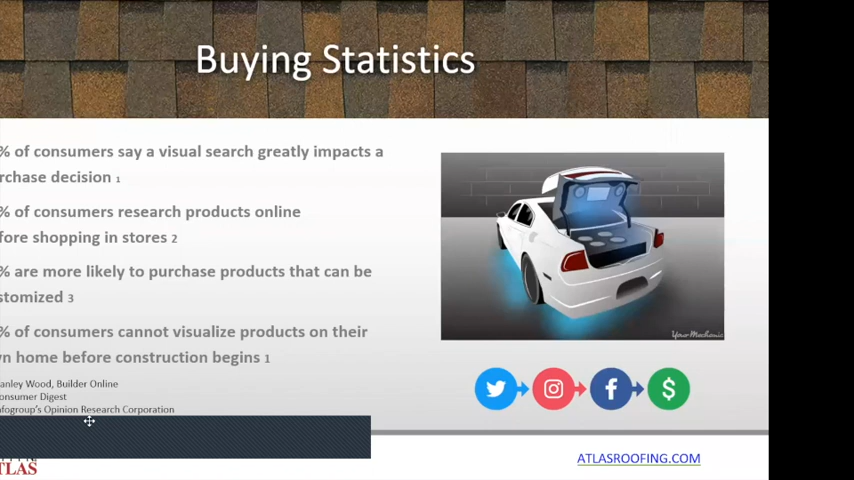 Buying Statistics
% of consumers say a visual search greatly impacts a
rchase decision 1
% of consumers research products online
fore shopping in stores 2
% are more likely to purchase products that can be
stomized 3
% of consumers cannot visualize products on their
n home before construction begins 1
anley Wood, Builder Online
onsumer Digest
nfogroup's Opinion Research Corporation
YourMechanic
$
TLAS
ATLASROOFING.COM